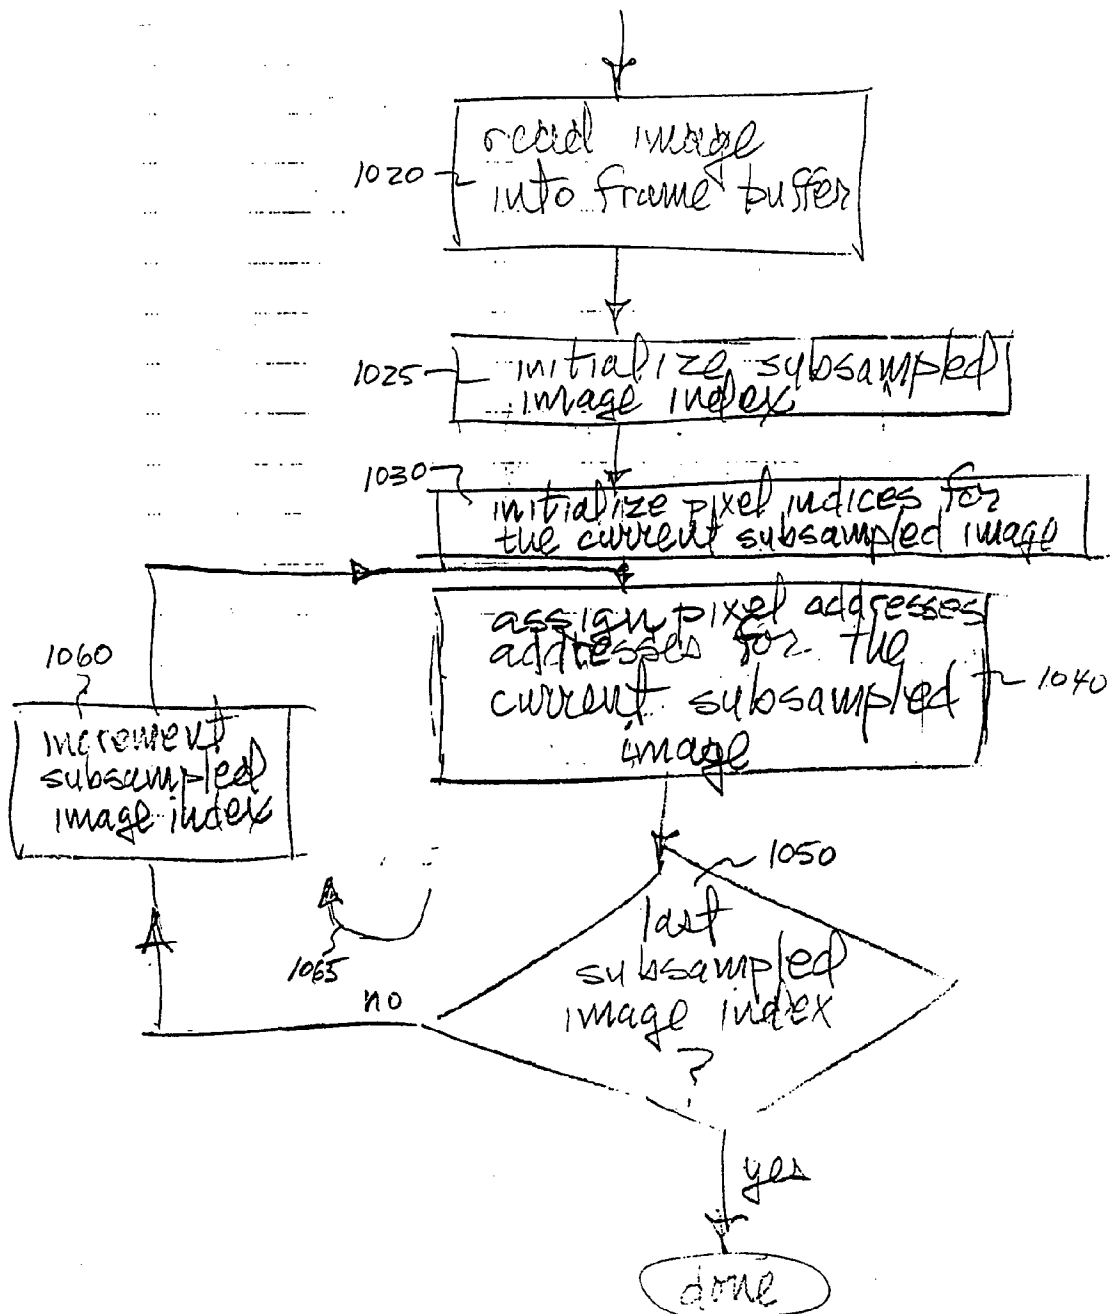 read image
1020
into frame buffer
1025
initialize subsampled
image index
1030
initialize pixel indices for
the current subsampled image
assign pixel addresses
addresses for the
current subsampled
image
1040
1060
increment
subsampled
image index
1050
last
subsampled
image index
?
1065
no
yes
done